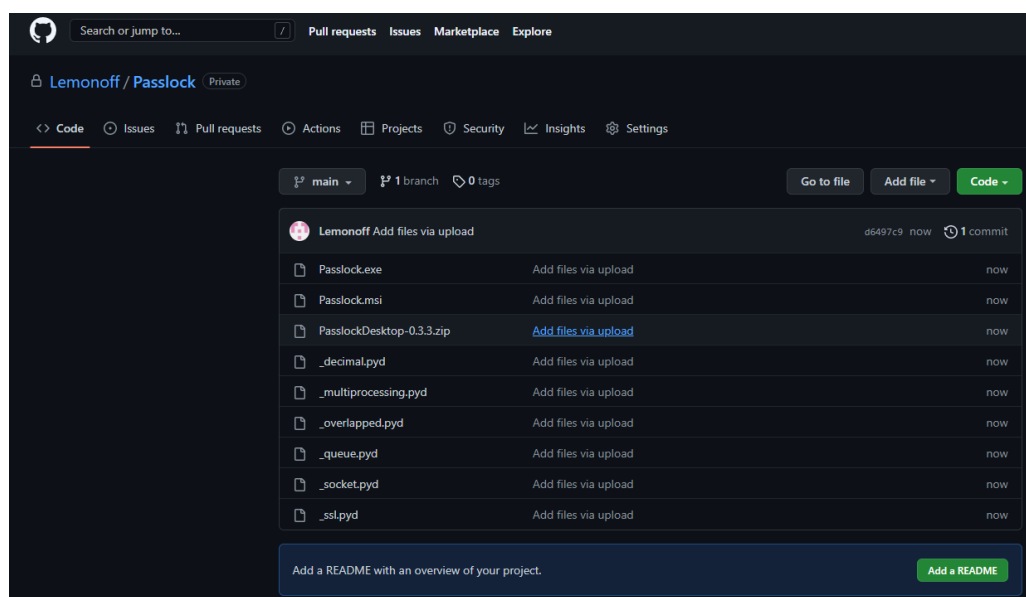 Search or jump to... / Pull requests Issues Marketplace Explore
Lemonoff / Passlock Private
<> Code Issues Pull requests Actions Projects Security Insights Settings
main 1 branch 0 tags Go to file Add file Code
Lemonoff Add files via upload d6497c9 now 1 commit
Passlock.exe Add files via upload now
Passlock.msi Add files via upload now
PasslockDesktop-0.3.3.zip Add files via upload now
_decimal.pyd Add files via upload now
_multiprocessing.pyd Add files via upload now
_overlapped.pyd Add files via upload now
_queue.pyd Add files via upload now
_socket.pyd Add files via upload now
_ssl.pyd Add files via upload now
Add a README with an overview of your project. Add a README